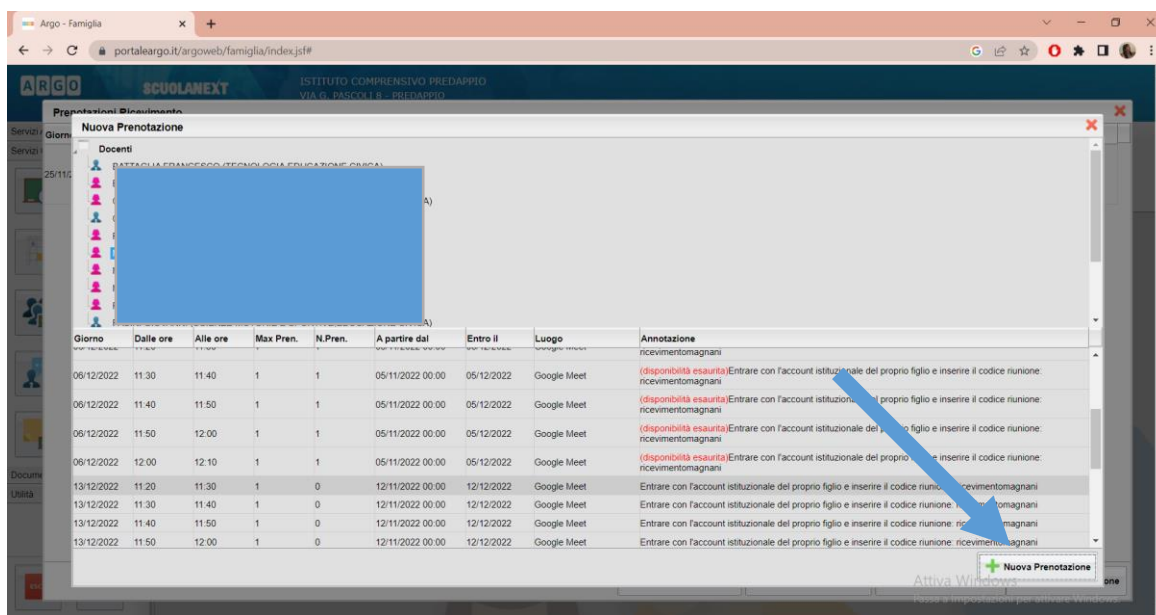 Argo - Famiglia
portaleargo.it/argoweb/famiglia/index.jsf#
ARGO SCUOLANEXT ISTITUTO COMPRENSIVO PREDAPPIO
VIA G. PASCOLI 8 - PREDAPPIO
Prenotazioni Ricevimento
Servizi
Giorn
Nuova Prenotazione
Servizi
Docenti
BATTAGLIA FRANCESCO (TECNOLOGIA EDUCAZIONE CIVICA)
25/11/2
A)
A)
Giorno Dalle ore Alle ore Max Pren. N.Pren. A partire dal Entro il Luogo Annotazione
ricevimentomagnani
06/12/2022 11:30 11:40 1 1 05/11/2022 00:00 05/12/2022 Google Meet (disponibilità esaurita)Entrare con l'account istituzionale del proprio figlio e inserire il codice riunione:
ricevimentomagnani
06/12/2022 11:40 11:50 1 1 05/11/2022 00:00 05/12/2022 Google Meet (disponibilità esaurita)Entrare con l'account istituzionale proprio figlio e inserire il codice riunione:
ricevimentomagnani
06/12/2022 11:50 12:00 1 1 05/11/2022 00:00 05/12/2022 Google Meet (disponibilità esaurita)Entrare con l'account istituzionale del figlio e inserire il codice riunione:
ricevimentomagnani
06/12/2022 12:00 12:10 1 1 05/11/2022 00:00 05/12/2022 Google Meet (disponibilità esaurita)Entrare con l'account istituzionale del proprio e inserire il codice riunione:
ricevimentomagnani
13/12/2022 11:20 11:30 1 0 12/11/2022 00:00 12/12/2022 Google Meet Entrare con l'account istituzionale del proprio figlio e inserire il codice ricevimentomagnani
13/12/2022 11:30 11:40 1 0 12/11/2022 00:00 12/12/2022 Google Meet Entrare con l'account istituzionale del proprio figlio e inserire il codice riunione:
13/12/2022 11:40 11:50 1 0 12/11/2022 00:00 12/12/2022 Google Meet Entrare con l'account istituzionale del proprio figlio e inserire il codice riunione:
13/12/2022 11:50 12:00 1 0 12/11/2022 00:00 12/12/2022 Google Meet Entrare con l'account istituzionale del proprio figlio e inserire il codice riunione: ricevimentomagnani
Docume
Utilità
Nuova Prenotazione
one
Attiva Windows
Passa a Impostazioni per attivare Windows.